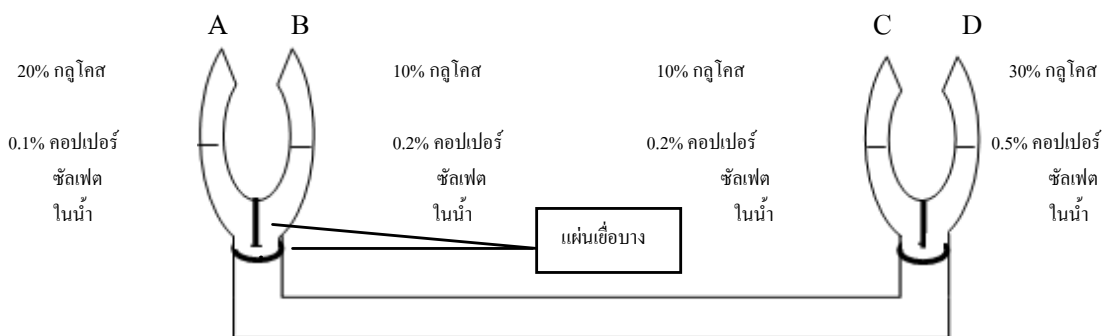 A B C D
20% กลูโคส 10% กลูโคส 10% กลูโคส 30% กลูโคส
0.1% คอปเปอร์ 0.2% คอปเปอร์ 0.2% คอปเปอร์ 0.5% คอปเปอร์
ซัลเฟต ซัลเฟต ซัลเฟต ซัลเฟต
ในน้ำ ในน้ำ ในน้ำ ในน้ำ
แผ่นเยื่อบาง